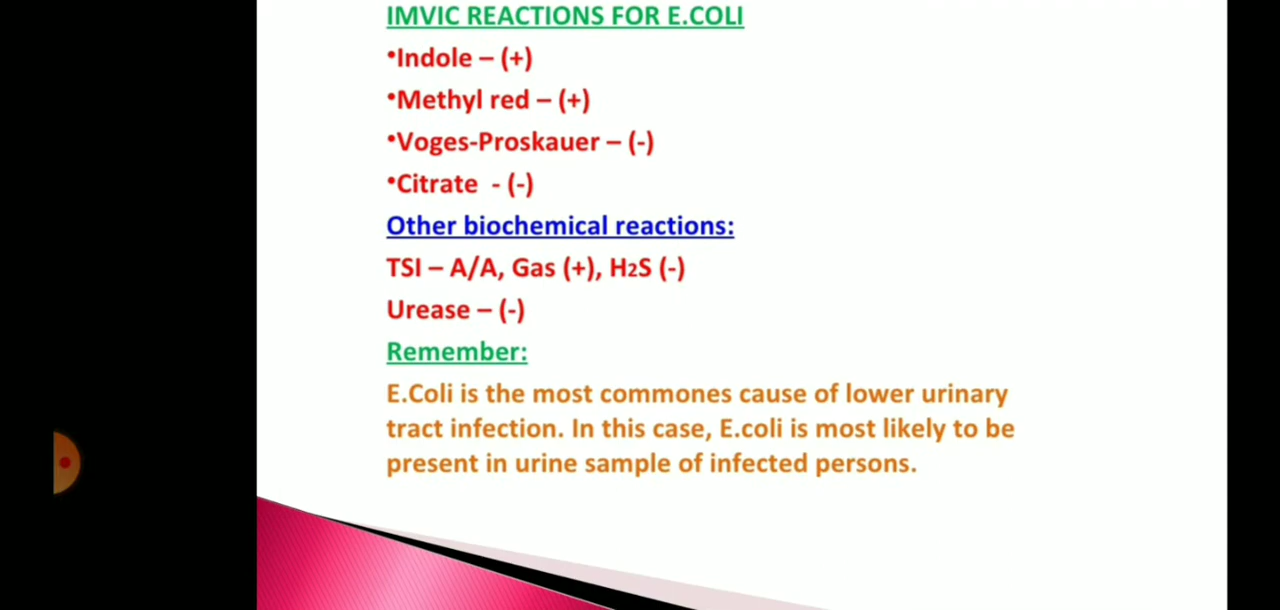 IMVIC REACTIONS FOR E.COLI
•Indole – (+)
•Methyl red – (+)
•Voges-Proskauer – (-)
•Citrate  - (-)
Other biochemical reactions:
TSI – A/A, Gas (+), H2S (-)
Urease – (-)
Remember:
E.Coli is the most commones cause of lower urinary
tract infection. In this case, E.coli is most likely to be
present in urine sample of infected persons.